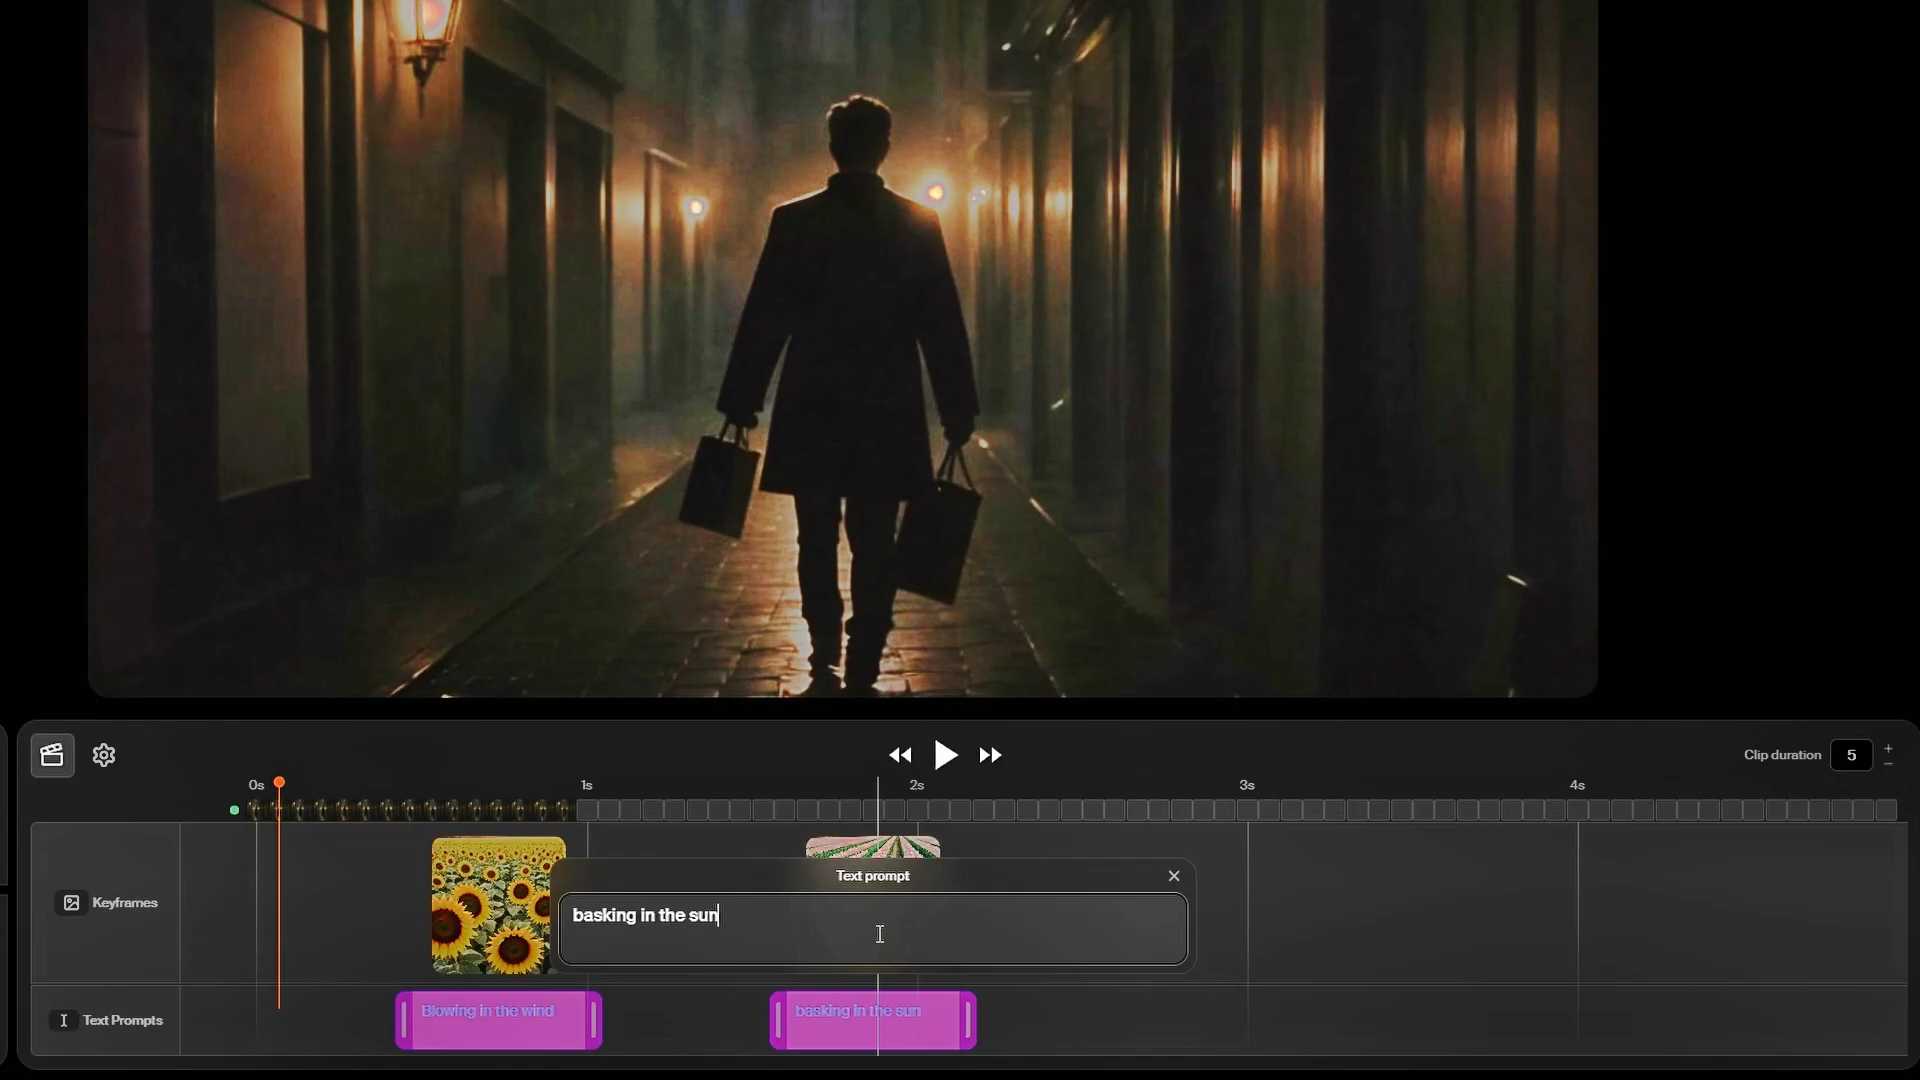 Clip duration 5
0s 1s 2s 3s 4s
Text prompt
Keyframes
basking in the sun
Text Prompts
Blowing in the wind
basking in the sun